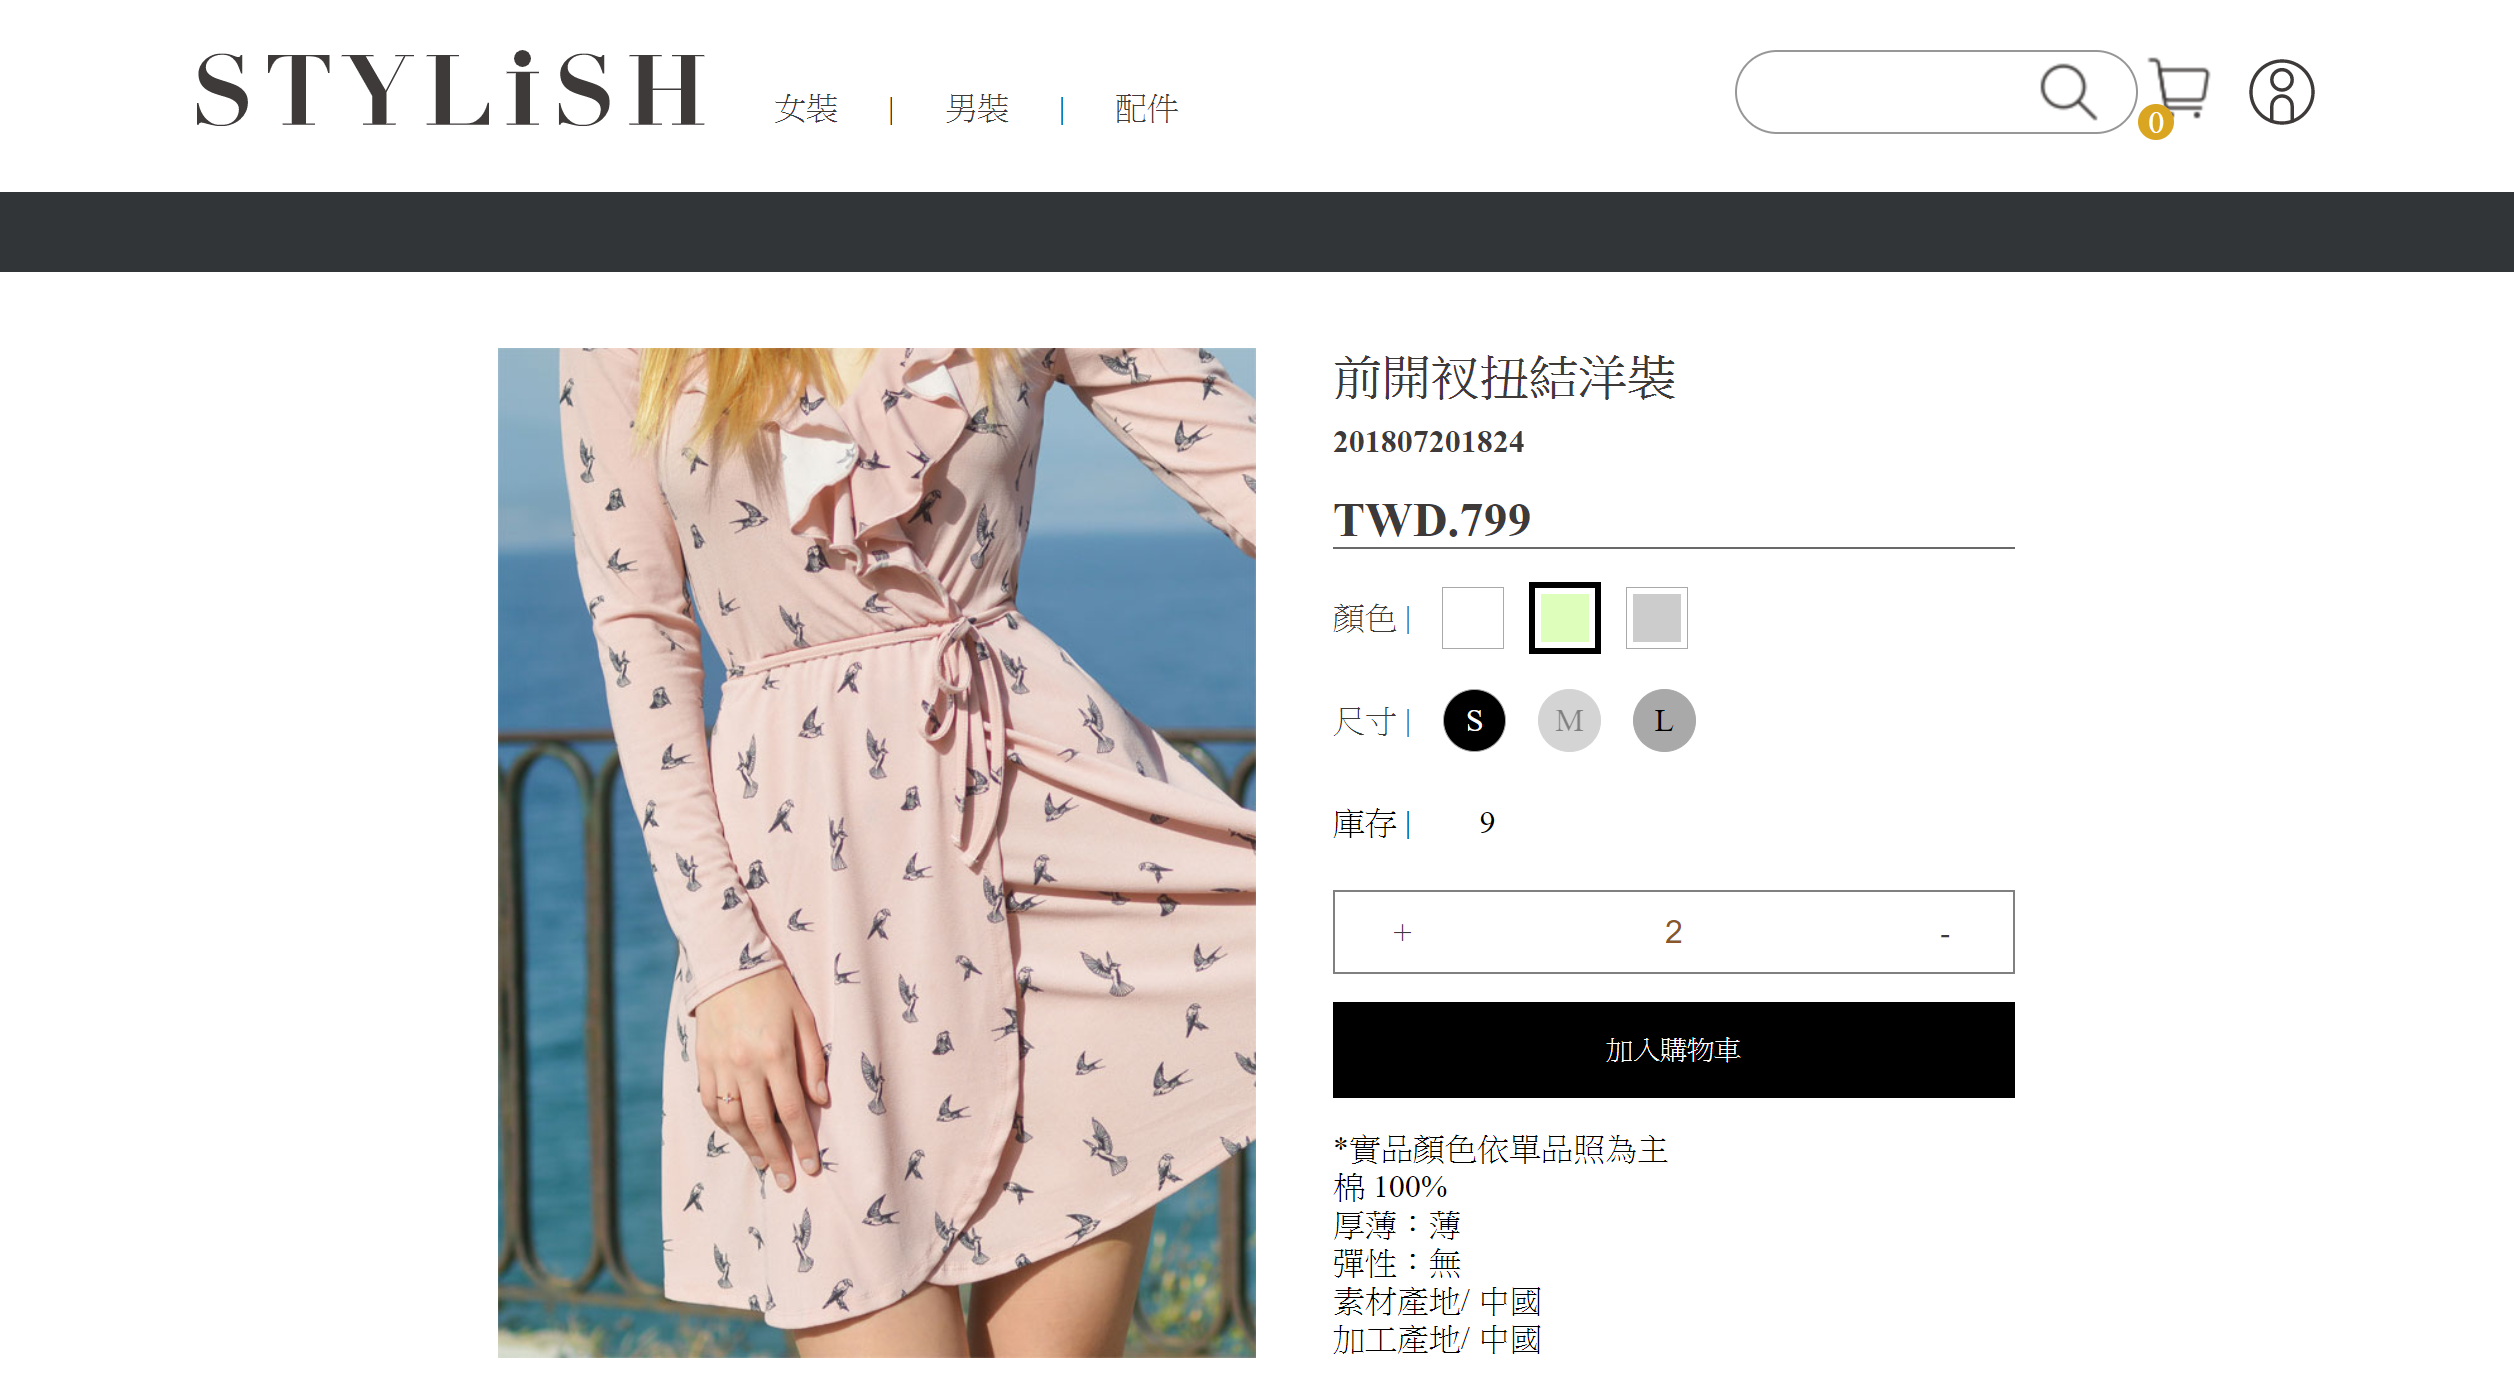 STYLiSH
女裝 | 男裝 | 配件
0
前開衩扭結洋裝
201807201824
TWD.799
顏色 |
尺寸 | S M L
庫存 | 9
+ 2 -
加入購物車
*實品顏色依單品照為主
棉 100%
厚薄：薄
彈性：無
素材產地/ 中國
加工產地/ 中國